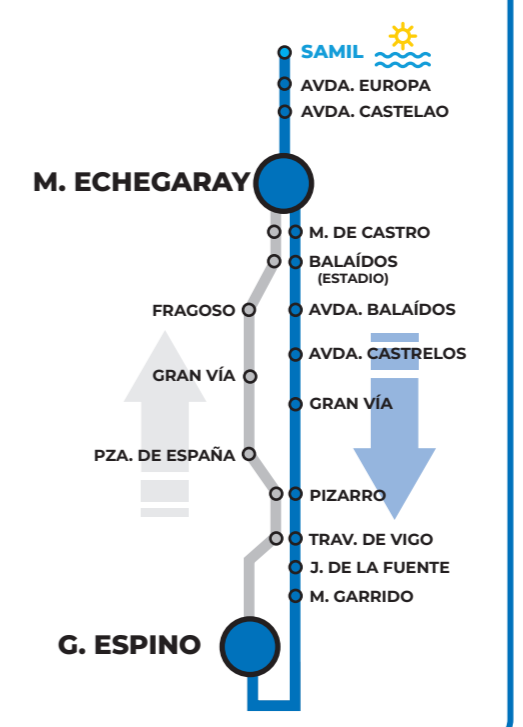 SAMIL
AVDA. EUROPA
AVDA. CASTELAO
M. ECHEGARAY
M. DE CASTRO
BALAÍDOS
(ESTADIO)
FRAGOSO
AVDA. BALAÍDOS
AVDA. CASTRELOS
GRAN VÍA
GRAN VÍA
PZA. DE ESPAÑA
PIZARRO
TRAV. DE VIGO
J. DE LA FUENTE
M. GARRIDO
G. ESPINO